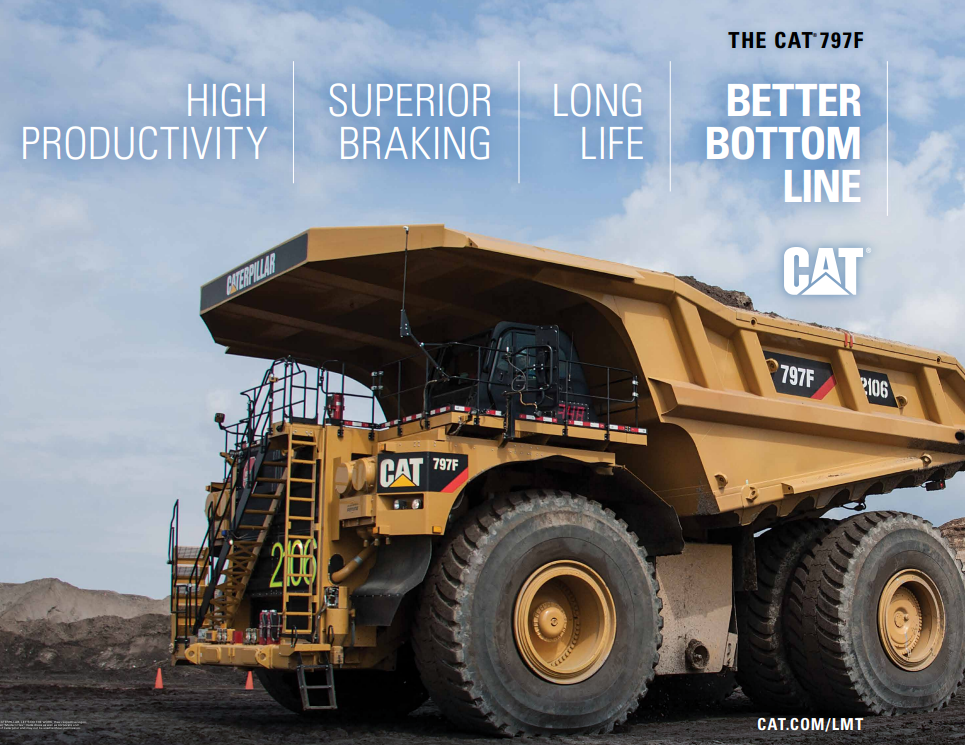 THE CAT® 797F
HIGH
PRODUCTIVITY
SUPERIOR
BRAKING
LONG
LIFE
BETTER
BOTTOM
LINE
CAT®
CATERPILLAR
797F
2106
348
CAT 797F
2106
CAT.COM/LMT